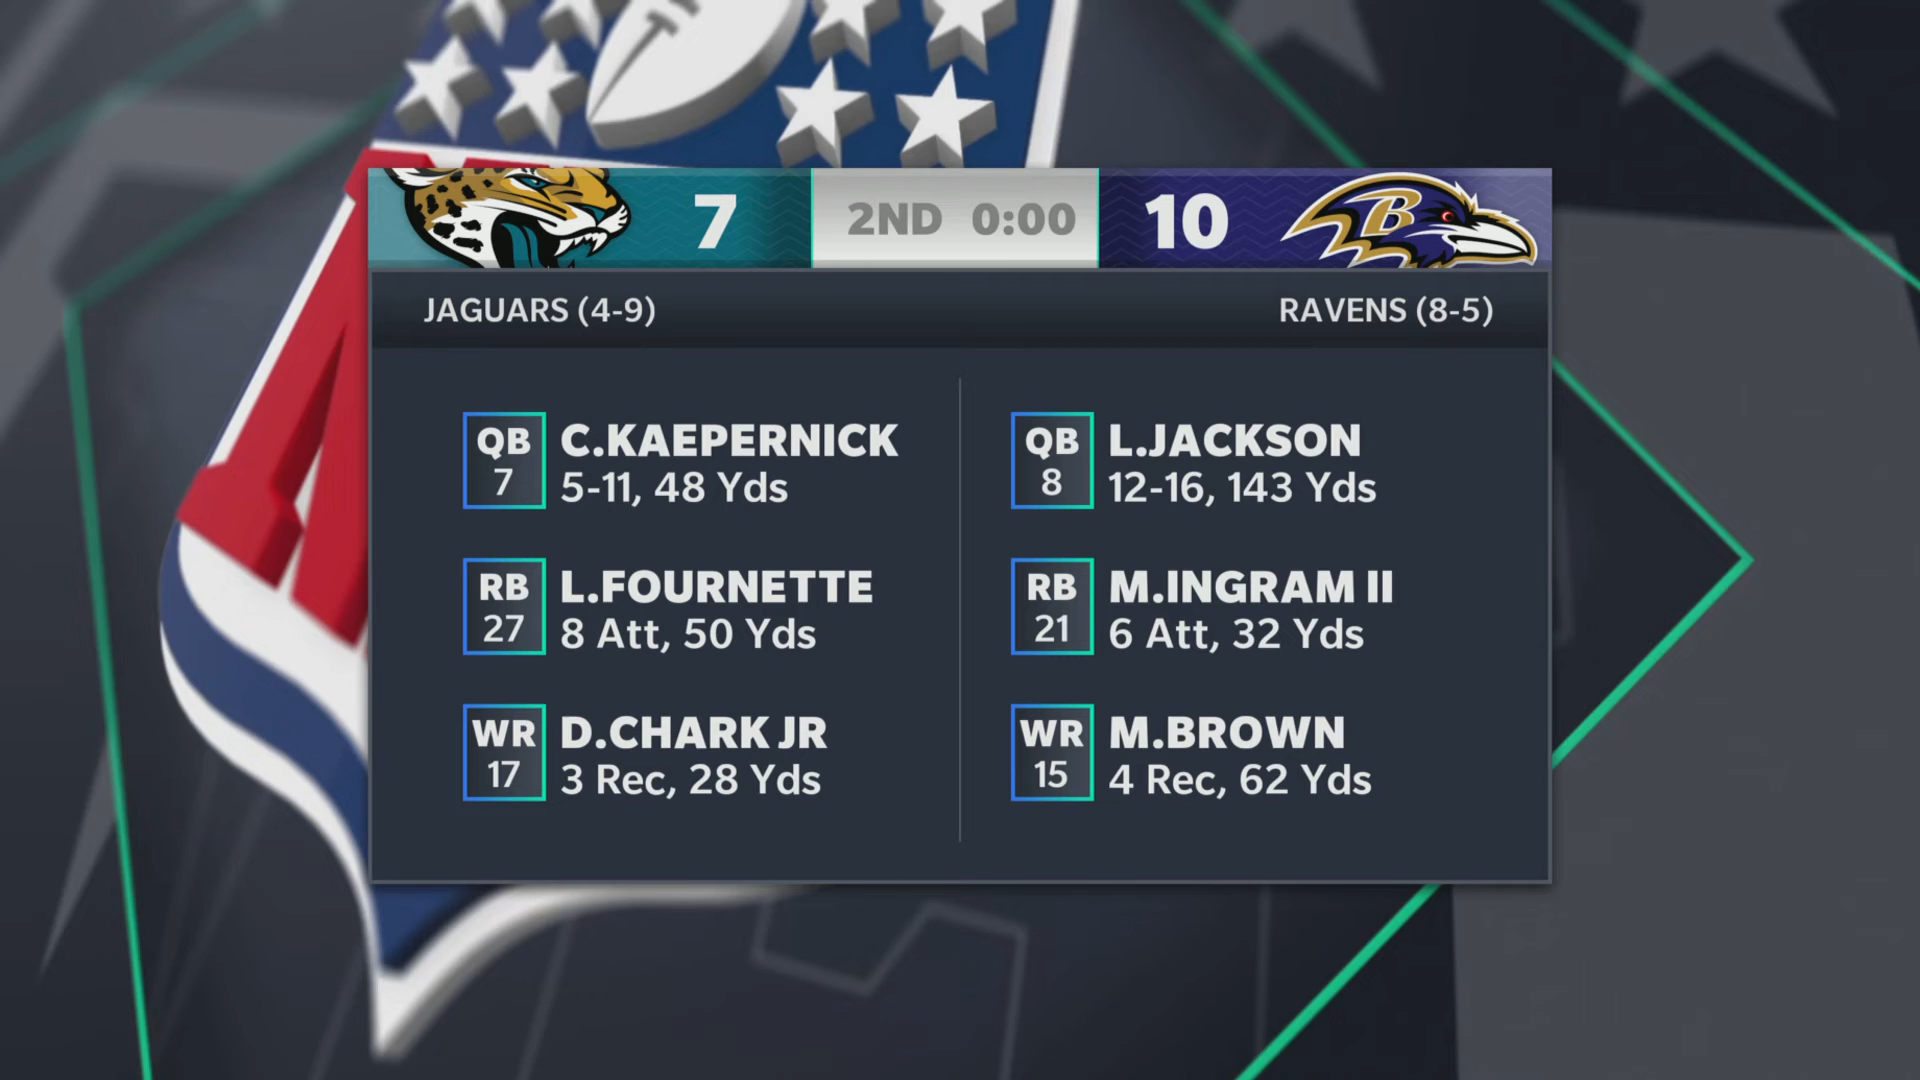 7 2ND 0:00 10 B
JAGUARS (4-9) RAVENS (8-5)
QB 7 C.KAEPERNICK
5-11, 48 Yds
QB 8 L.JACKSON
12-16, 143 Yds
RB 27 L.FOURNETTE
8 Att, 50 Yds
RB 21 M.INGRAM II
6 Att, 32 Yds
WR 17 D.CHARK JR
3 Rec, 28 Yds
WR 15 M.BROWN
4 Rec, 62 Yds